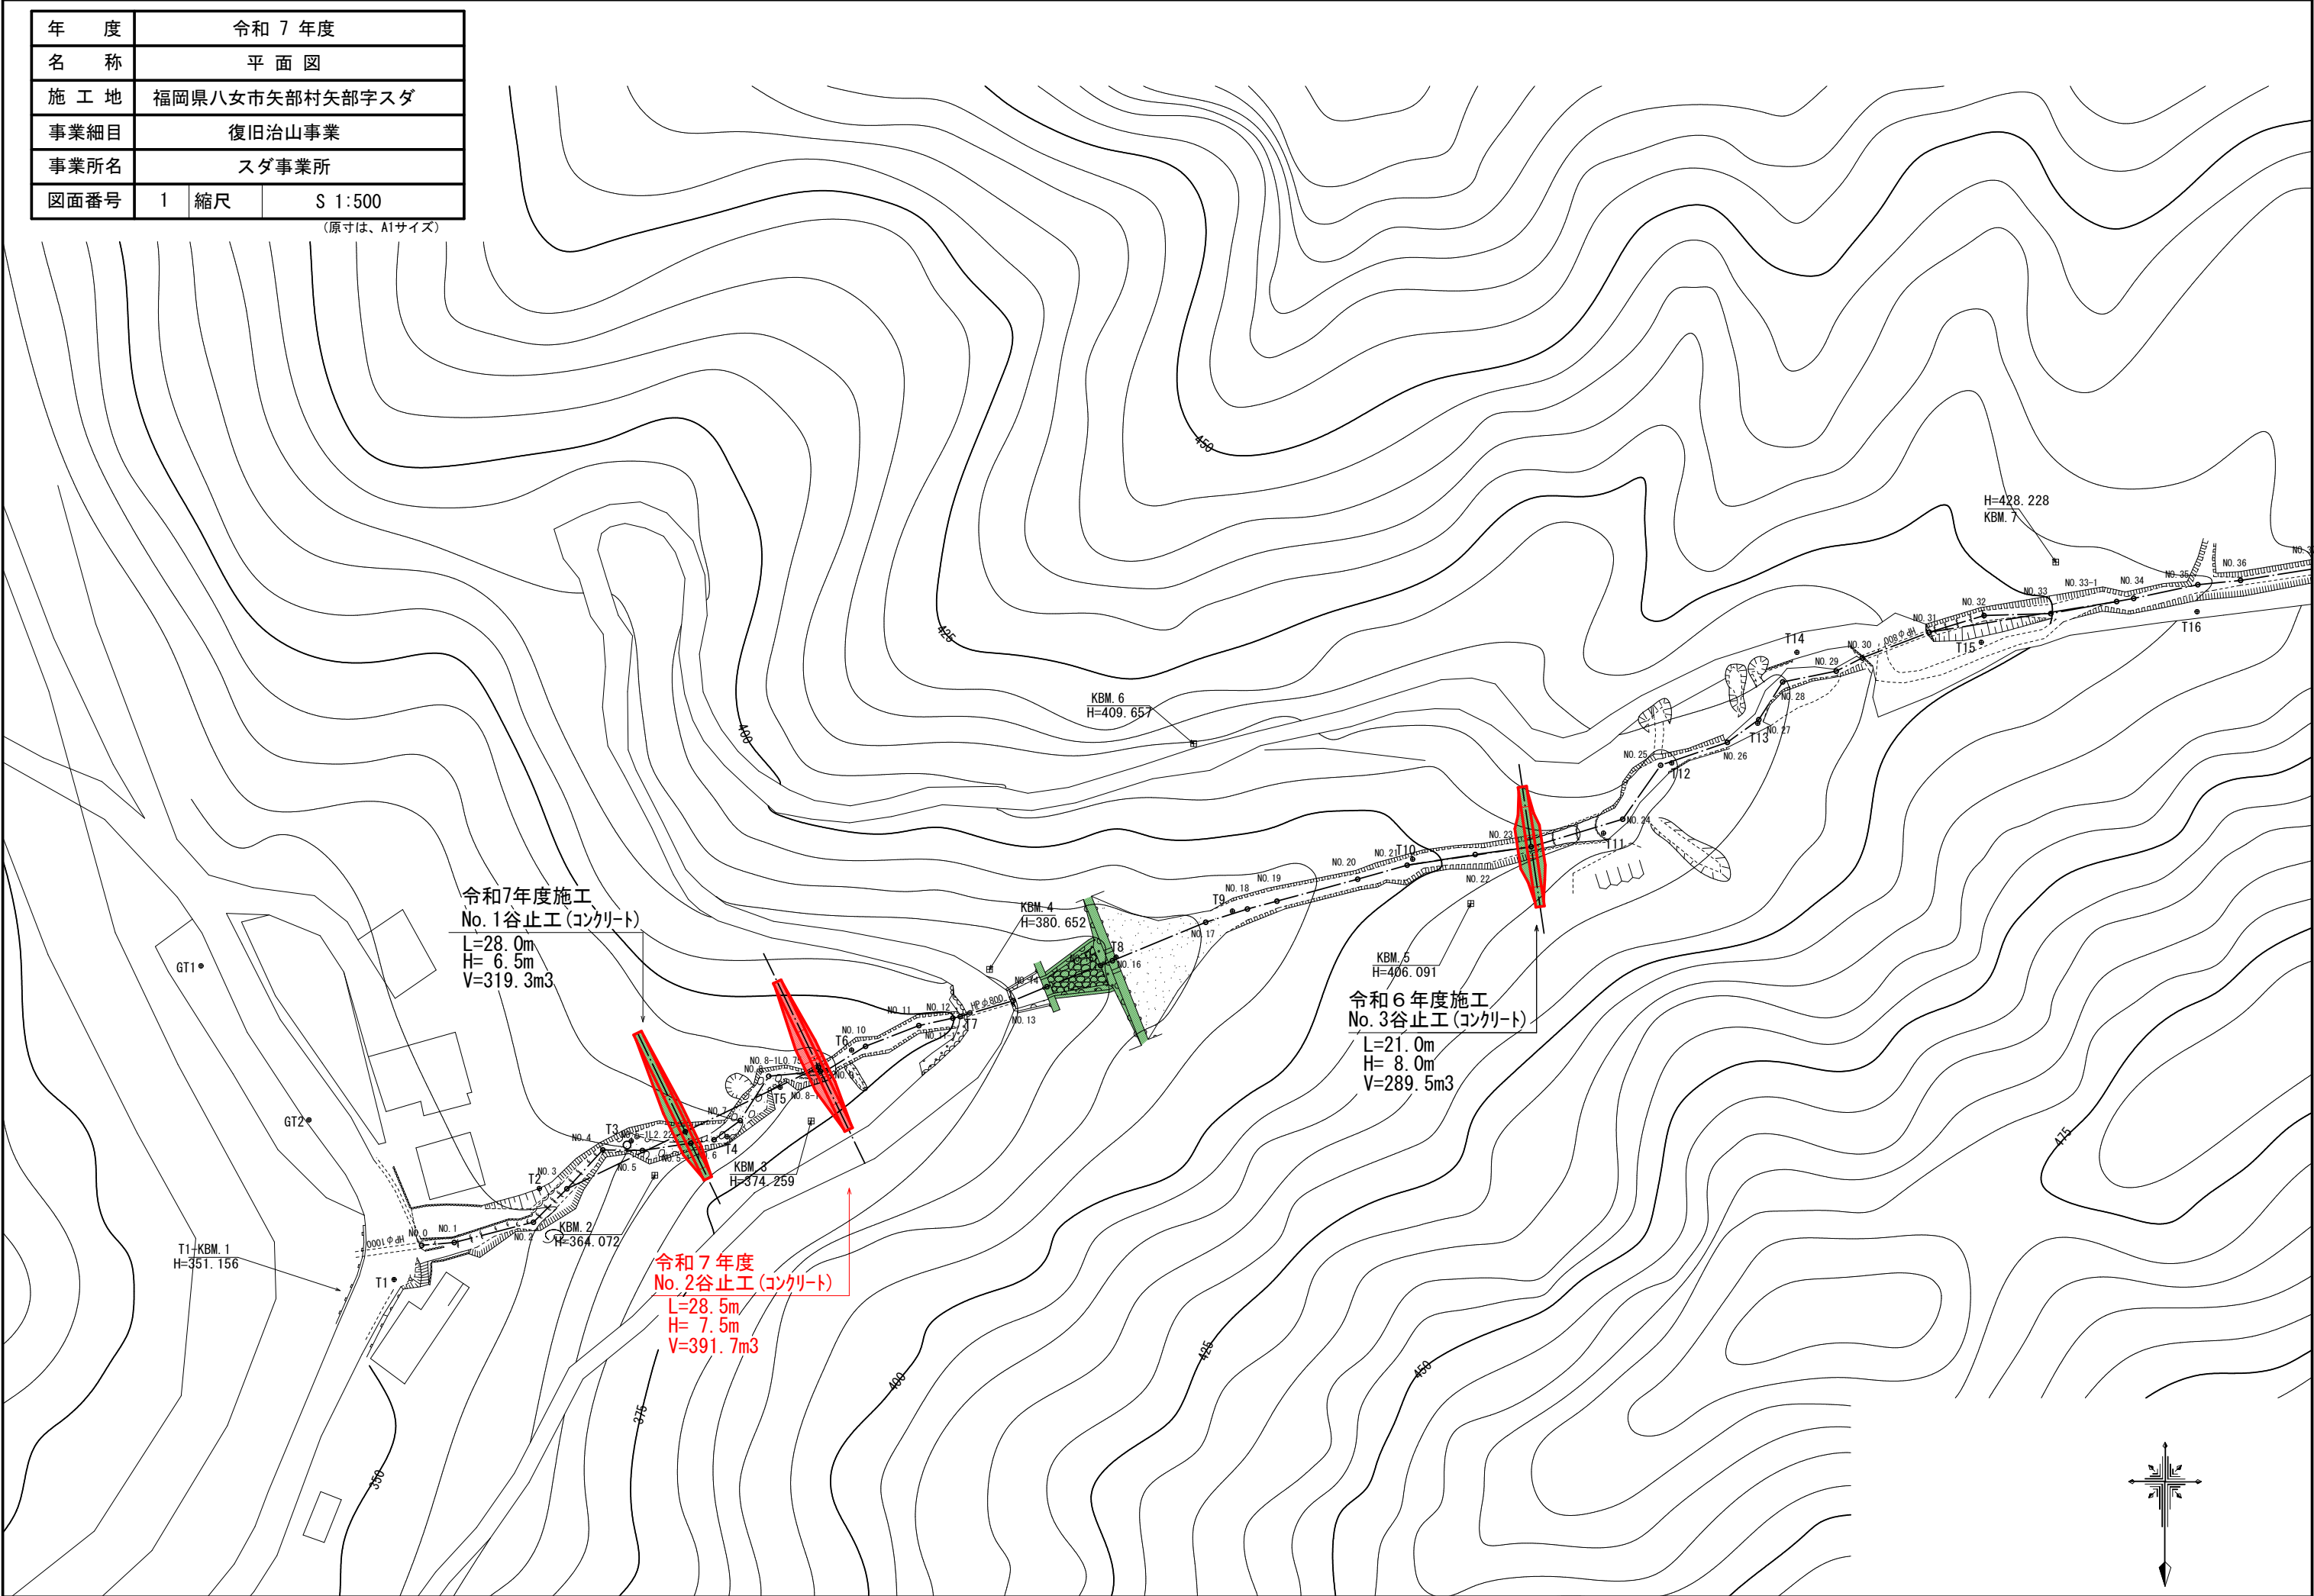 年度 令和 7 年度
名称 平面図
施工地 福岡県八女市矢部村矢部字スダ
事業細目 復旧治山事業
事業所名 スダ事業所
図面番号 1 縮尺 S 1:500
(原寸は、A1サイズ)
450
H=428.228
KBM.7
NO.36
NO.35
NO.34
NO.33-1
NO.33
NO.32
NO.31
T16
T15
HPφ800
425
T14
NO.30
NO.29
NO.28
NO.27
T13
NO.26
NO.25
T12
KBM.6
H=409.657
400
NO.24
T11
NO.23
NO.22
T10
NO.21
NO.20
NO.19
NO.18
T9
NO.17
令和7年度施工
No.1谷止工(コンクリート)
L=28.0m
H= 6.5m
V=319.3m3
KBM.4
H=380.652
T8
NO.16
KBM.5
H=406.091
令和6年度施工
No.3谷止工(コンクリート)
L=21.0m
H= 8.0m
V=289.5m3
GT1
NO.14
HPφ800
NO.13
NO.12
NO.11
T7
NO.10
T6
NO.9
T5
NO.7
T4
GT2
T3
NO.4
NO.5
NO.3
T2
KBM.3
H=374.259
475
KBM.2
H=364.072
NO.2
NO.1
NO.0
HPφ1000
T1-KBM.1
H=351.156
T1
令和7年度
No.2谷止工(コンクリート)
L=28.5m
H= 7.5m
V=391.7m3
425
450
400
375
350